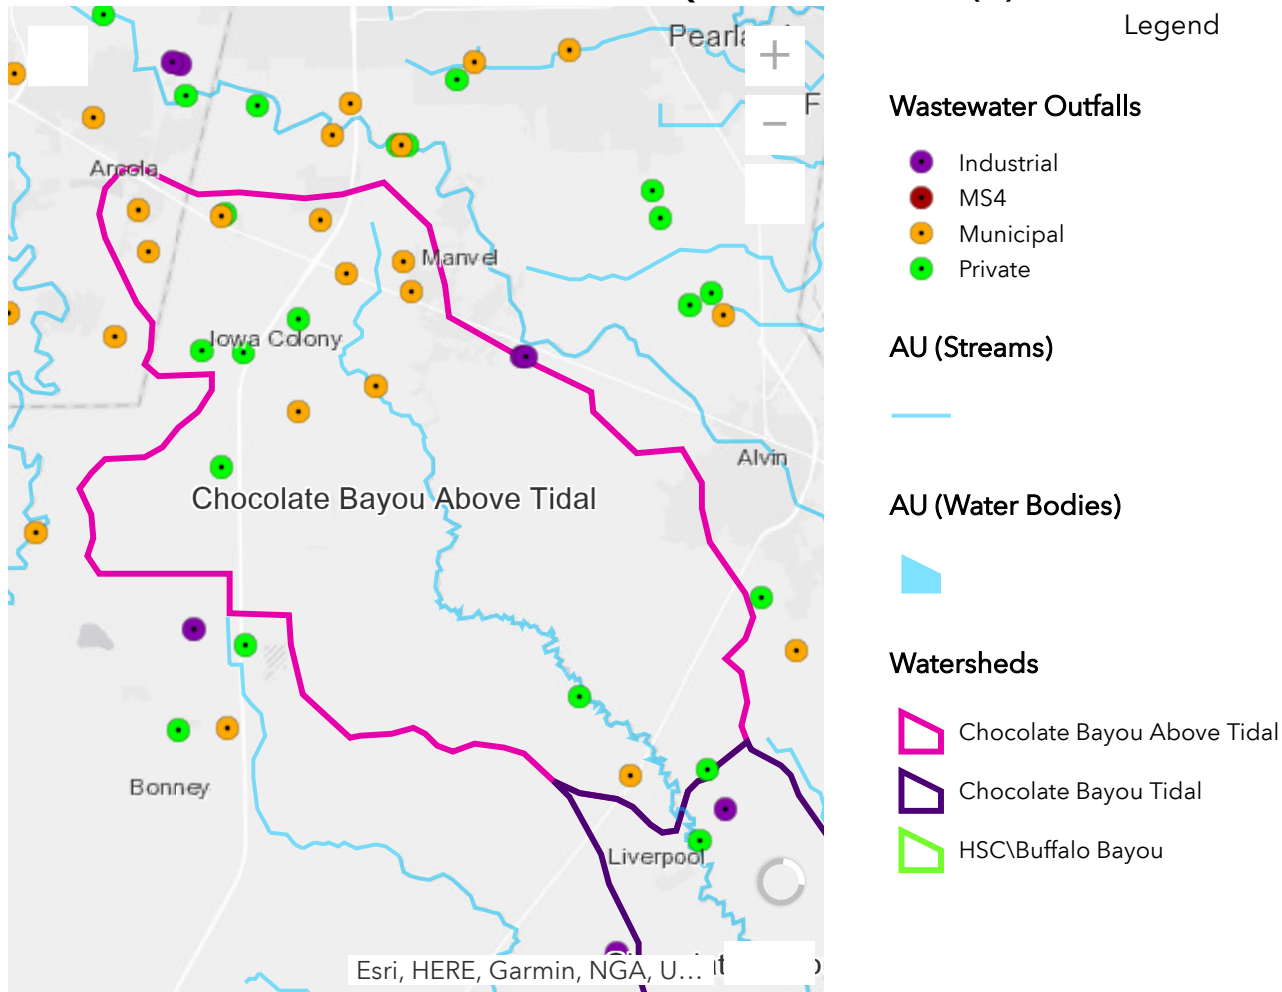 Legend
Pearla
+
−
F
Arcola
Manvel
Iowa Colony
Alvin
Chocolate Bayou Above Tidal
Bonney
Liverpool
Esri, HERE, Garmin, NGA, U...
Wastewater Outfalls
Industrial
MS4
Municipal
Private
AU (Streams)
AU (Water Bodies)
Watersheds
Chocolate Bayou Above Tidal
Chocolate Bayou Tidal
HSC\Buffalo Bayou